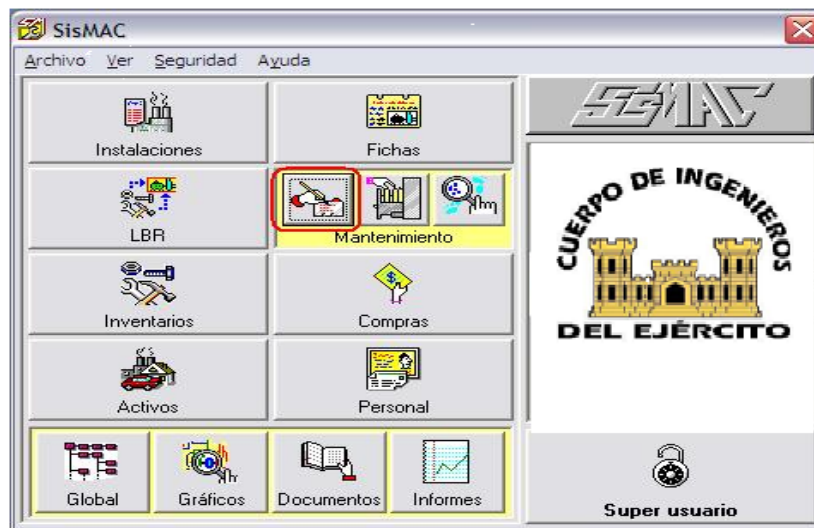 SisMAC
Archivo Ver Seguridad Ayuda
Instalaciones
Fichas
LBR
Mantenimiento
Inventarios
Compras
Activos
Personal
Global
Gráficos
Documentos
Informes
SisMAC
CUERPO DE INGENIEROS
DEL EJÉRCITO
Super usuario